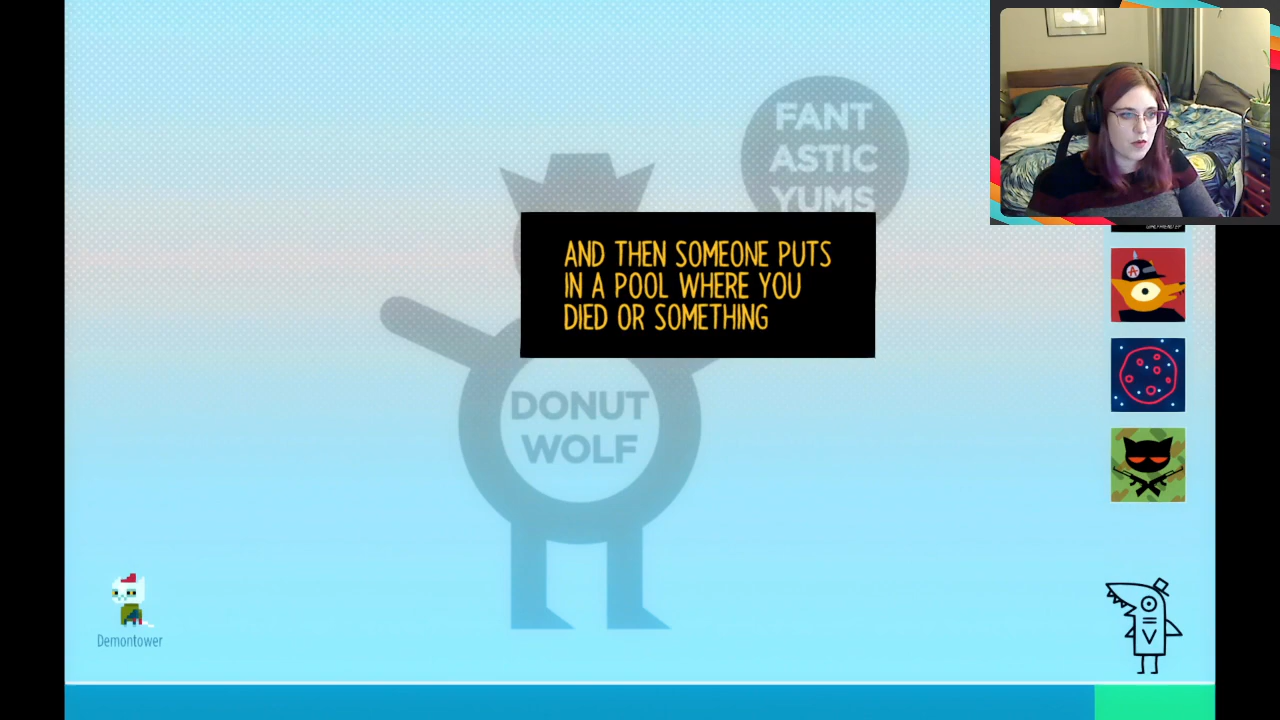 FANT
ASTIC
YUMS
AND THEN SOMEONE PUTS
IN A POOL WHERE YOU
DIED OR SOMETHING
DONUT
WOLF
Demontower